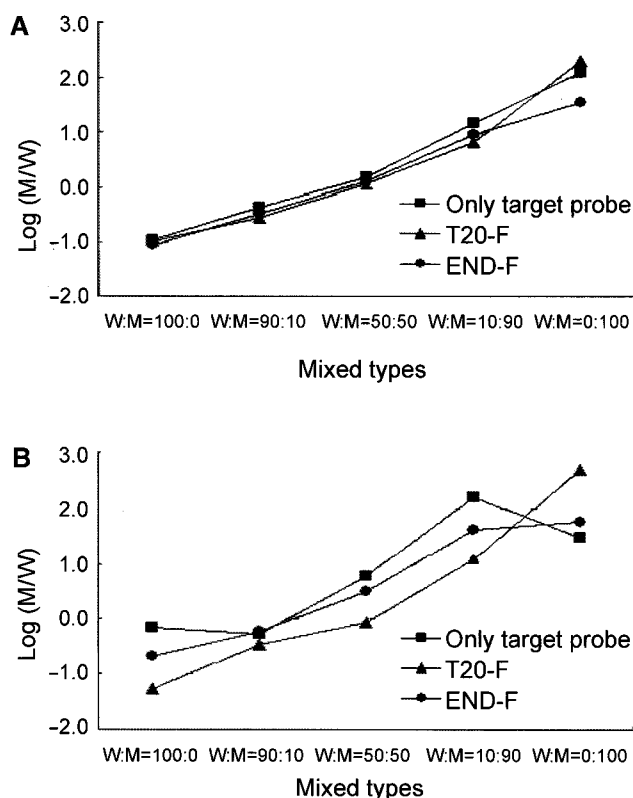 A
3.0
2.0
1.0
0.0
–1.0
–2.0
Log (M/W)
Only target probe
T20-F
END-F
W:M=100:0 W:M=90:10 W:M=50:50 W:M=10:90 W:M=0:100
Mixed types
B
3.0
2.0
1.0
0.0
–1.0
–2.0
Log (M/W)
Only target probe
T20-F
END-F
W:M=100:0 W:M=90:10 W:M=50:50 W:M=10:90 W:M=0:100
Mixed types